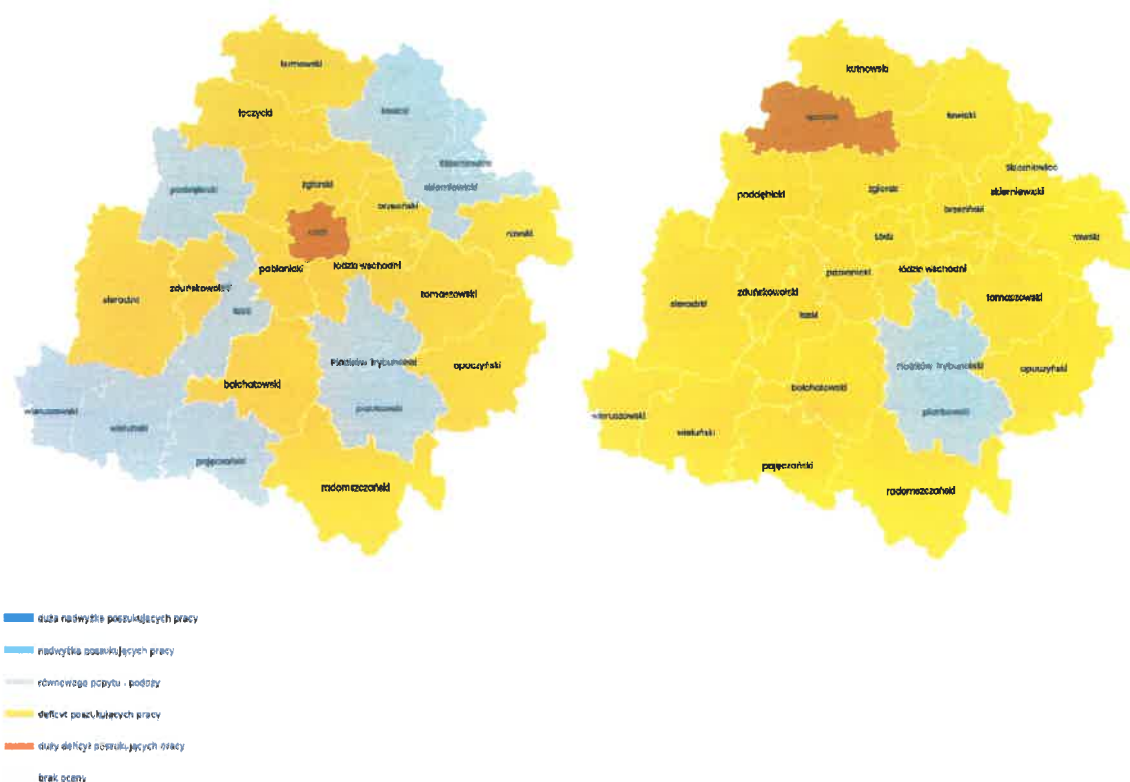 kutnowski
łęczycki
łowicki
skierniewicki
poddębicki
zgierski
brzeziński
rawski
Łódź
pabianicki
łódzki wschodni
zduńskowolski
tomaszowski
sieradzki
łaski
Piotrków Trybunalski
opoczyński
bełchatowski
wieruszowski
wieluński
piotrkowski
pajęczański
radomszczański
kutnowski
łowicki
Skierniewice
poddębicki
zgierski
skierniewicki
brzeziński
rawski
Łódź
pabianicki
łódzki wschodni
zduńskowolski
tomaszowski
sieradzki
łaski
Piotrków Trybunalski
opoczyński
bełchatowski
wieruszowski
piotrkowski
wieluński
pajęczański
radomszczański
duża nadwyżka poszukujących pracy
nadwyżka poszukujących pracy
równowaga popytu - podaży
deficyt poszukujących pracy
duży deficyt poszukujących pracy
brak oceny